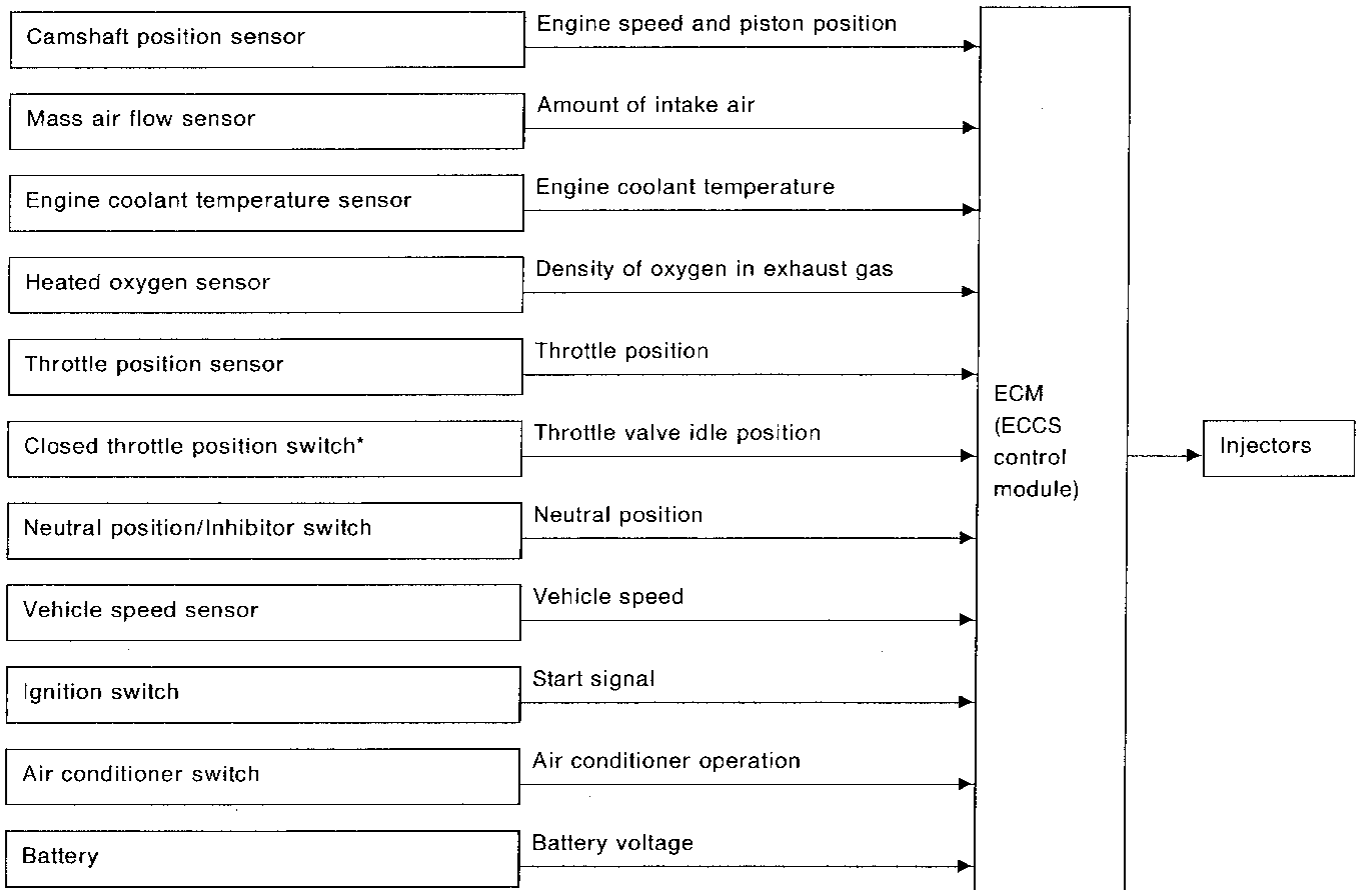 Camshaft position sensor
Engine speed and piston position
Mass air flow sensor
Amount of intake air
Engine coolant temperature sensor
Engine coolant temperature
Heated oxygen sensor
Density of oxygen in exhaust gas
Throttle position sensor
Throttle position
Closed throttle position switch*
Throttle valve idle position
Neutral position/Inhibitor switch
Neutral position
Vehicle speed sensor
Vehicle speed
Ignition switch
Start signal
Air conditioner switch
Air conditioner operation
Battery
Battery voltage
ECM
(ECCS
control
module)
Injectors